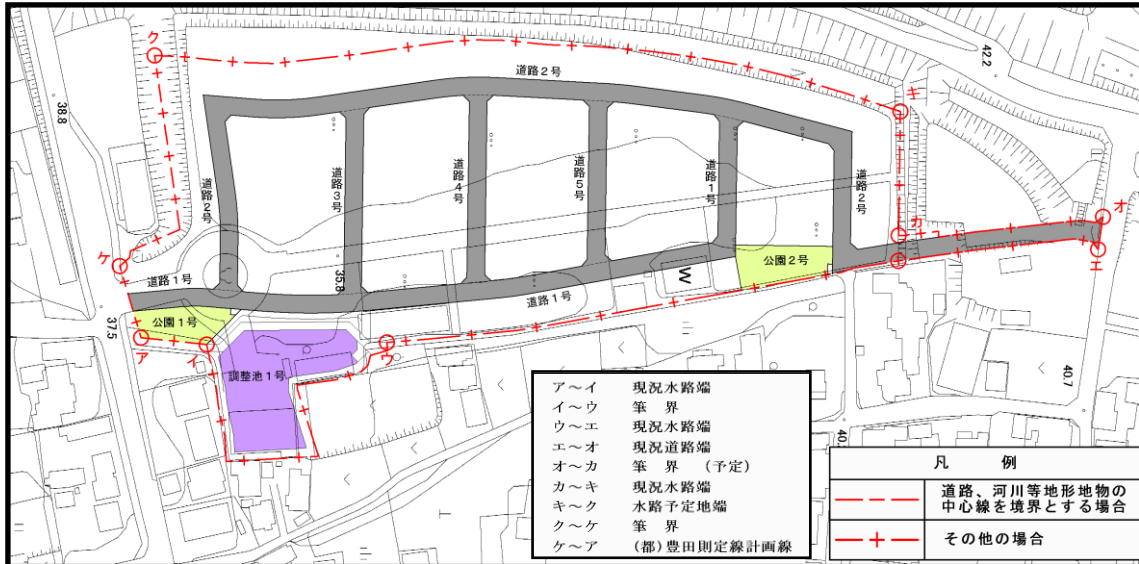 ク
42.2
道路2号
キ
38.8
道路2号
道路3号
道路4号
道路5号
道路1号
道路2号
オ
カ
エ
ケ
公園2号
道路1号
35.8
W
道路1号
公園1号
37.5
ア
イ
ウ
調整池1号
40.7
ア~イ 現況水路端
イ~ウ 筆 界
ウ~エ 現況水路端
エ~オ 現況道路端
オ~カ 筆 界 (予定)
カ~キ 現況水路端
キ~ク 水路予定地端
ク~ケ 筆 界
ケ~ア (都)豊田則定線計画線
凡 例
道路、河川等地形地物の
中心線を境界とする場合
その他の場合